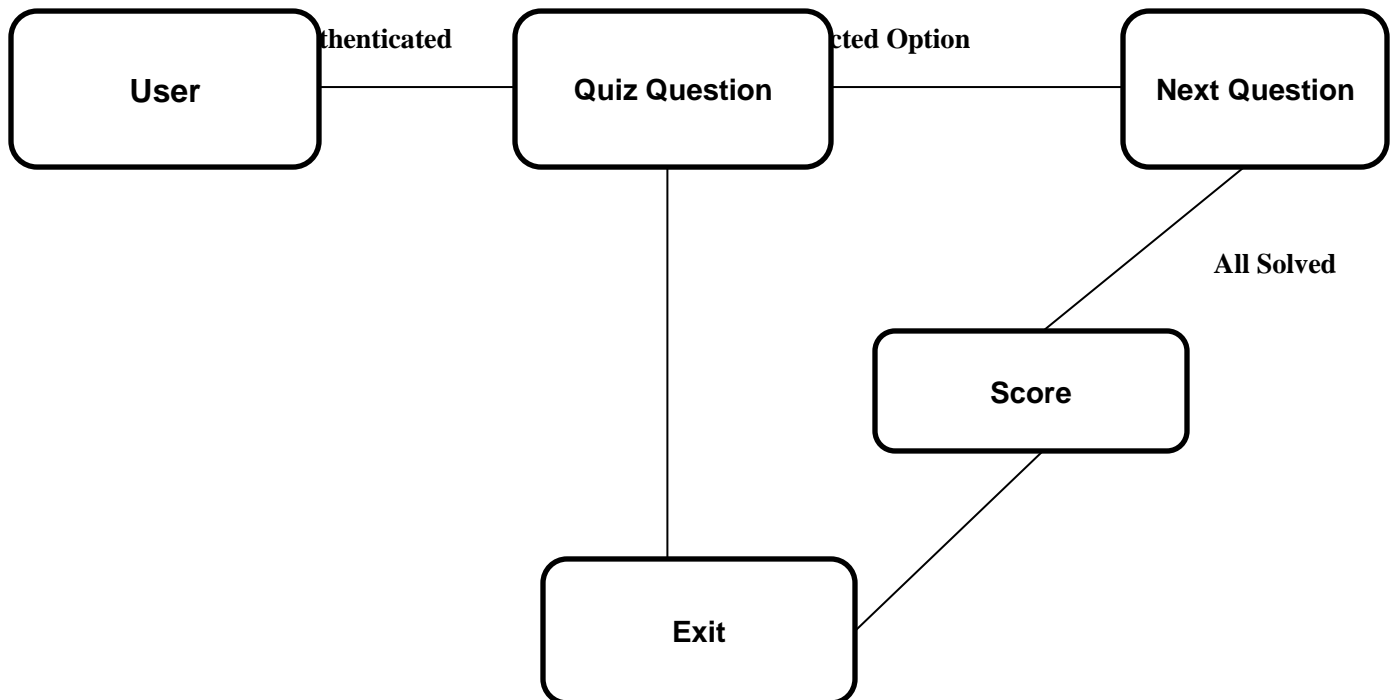 thenticated
cted Option
User
Quiz Question
Next Question
All Solved
Score
Exit